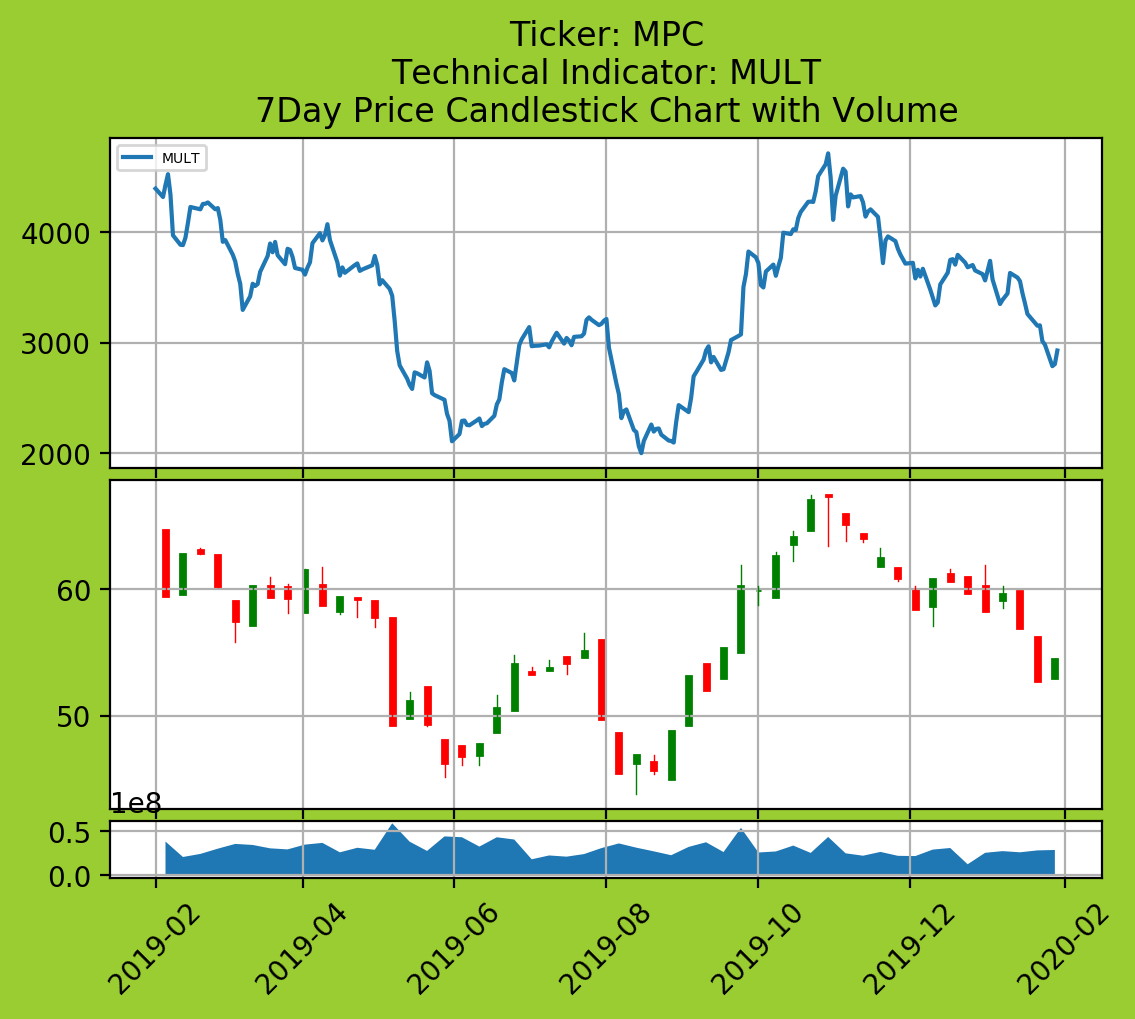 Ticker: MPC
Technical Indicator: MULT
7Day Price Candlestick Chart with Volume
MULT
4000
3000
2000
60
50
1e8
0.5
0.0
2019-02
2019-04
2019-06
2019-08
2019-10
2019-12
2020-02